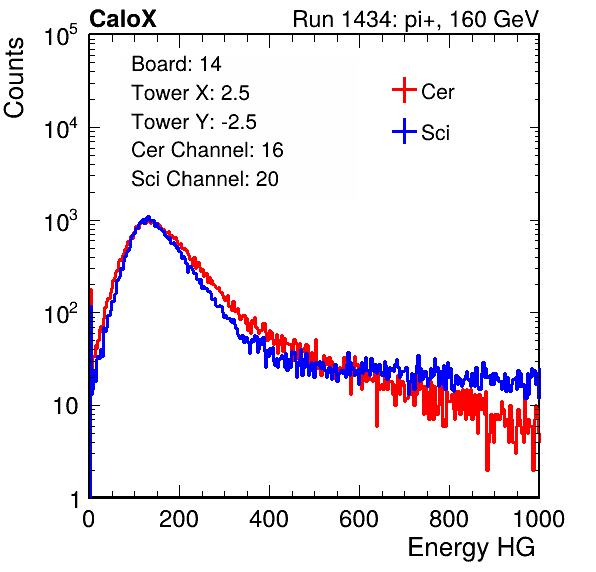 CaloX Run 1434: pi+, 160 GeV
Counts
Board: 14
Tower X: 2.5
Tower Y: -2.5
Cer Channel: 16
Sci Channel: 20
Cer
Sci
10^5
10^4
10^3
10^2
10
1
0 200 400 600 800 1000
Energy HG